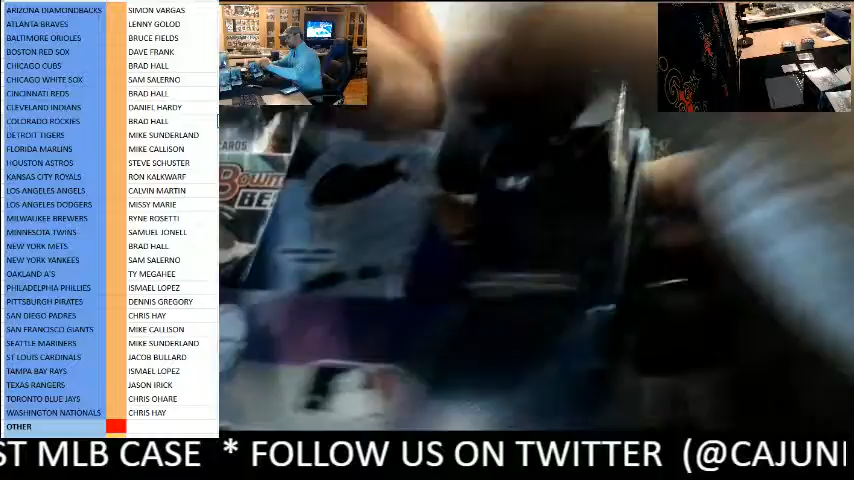 ARIZONA DIAMONDBACKS SIMON VARGAS
ATLANTA BRAVES LENNY GOLOD
BALTIMORE ORIOLES BRUCE FIELDS
BOSTON RED SOX DAVE FRANK
CHICAGO CUBS BRAD HALL
CHICAGO WHITE SOX SAM SALERNO
CINCINNATI REDS BRAD HALL
CLEVELAND INDIANS DANIEL HARDY
COLORADO ROCKIES BRAD HALL
DETROIT TIGERS MIKE SUNDERLAND
FLORIDA MARLINS MIKE CALLISON
HOUSTON ASTROS STEVE SCHUSTER
KANSAS CITY ROYALS RON KALKWARF
LOS ANGELES ANGELS CALVIN MARTIN
LOS ANGELES DODGERS MISSY MARIE
MILWAUKEE BREWERS RYNE ROSETTI
MINNESOTA TWINS SAMUEL JONELL
NEW YORK METS BRAD HALL
NEW YORK YANKEES SAM SALERNO
OAKLAND A'S TY MEGAHEE
PHILADELPHIA PHILLIES ISMAEL LOPEZ
PITTSBURGH PIRATES DENNIS GREGORY
SAN DIEGO PADRES CHRIS HAY
SAN FRANCISCO GIANTS MIKE CALLISON
SEATTLE MARINERS MIKE SUNDERLAND
ST LOUIS CARDINALS JACOB BULLARD
TAMPA BAY RAYS ISMAEL LOPEZ
TEXAS RANGERS JASON IRICK
TORONTO BLUE JAYS CHRIS OHARE
WASHINGTON NATIONALS CHRIS HAY
OTHER
CARDS
Bown
BE
ST MLB CASE * FOLLOW US ON TWITTER (@CAJUN